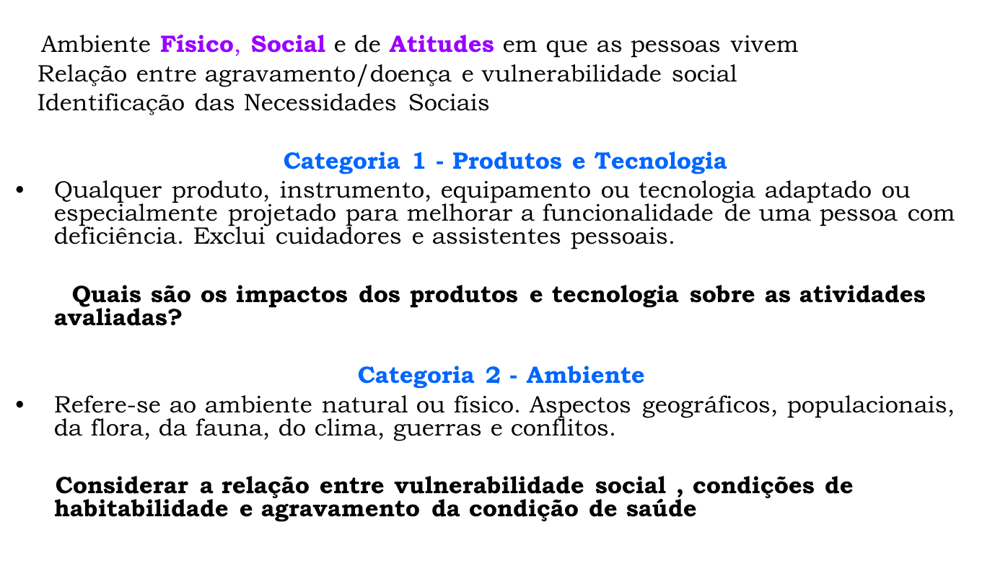 Ambiente Físico, Social e de Atitudes em que as pessoas vivem
Relação entre agravamento/doença e vulnerabilidade social
Identificação das Necessidades Sociais
Categoria 1 - Produtos e Tecnologia
• Qualquer produto, instrumento, equipamento ou tecnologia adaptado ou
especialmente projetado para melhorar a funcionalidade de uma pessoa com
deficiência. Exclui cuidadores e assistentes pessoais.
Quais são os impactos dos produtos e tecnologia sobre as atividades
avaliadas?
Categoria 2 - Ambiente
• Refere-se ao ambiente natural ou físico. Aspectos geográficos, populacionais,
da flora, da fauna, do clima, guerras e conflitos.
Considerar a relação entre vulnerabilidade social , condições de
habitabilidade e agravamento da condição de saúde